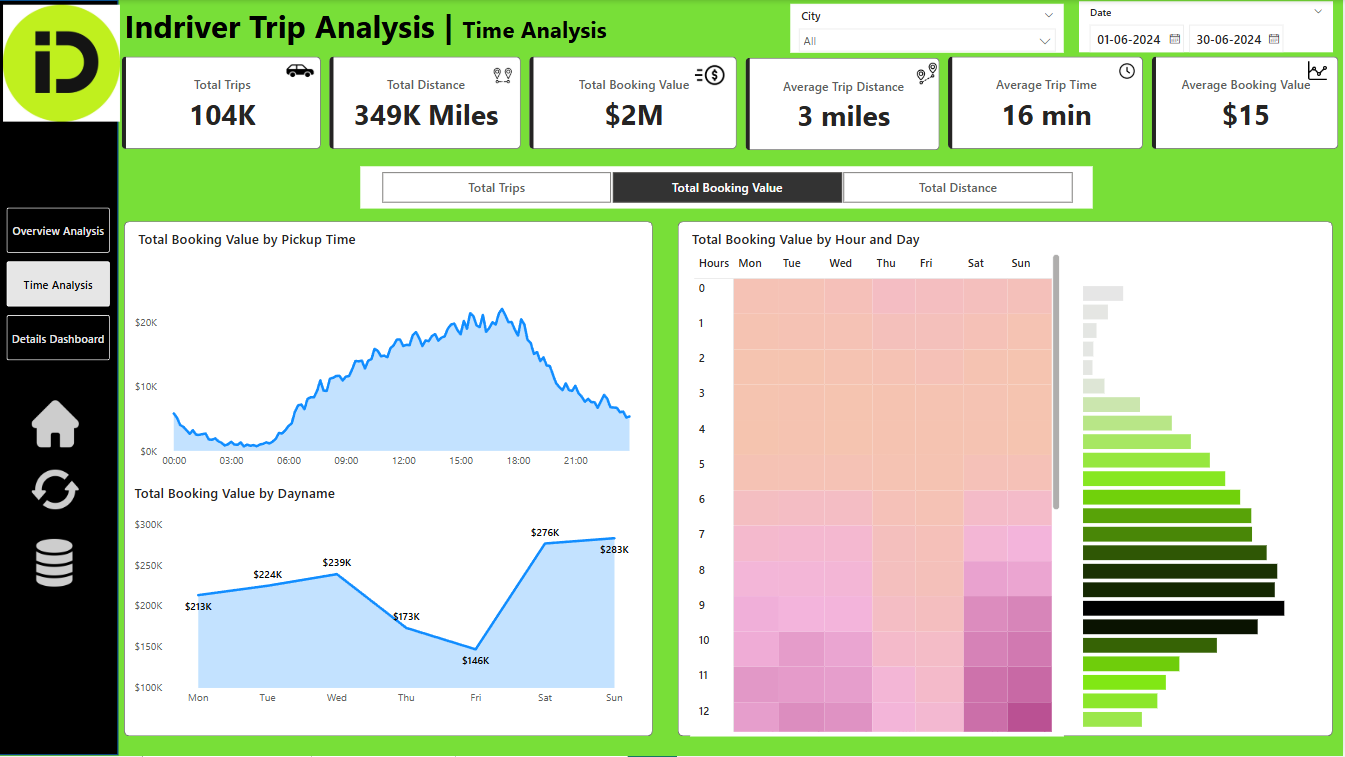 iD
Indriver Trip Analysis | Time Analysis
City
All
Date
01-06-2024 30-06-2024
Total Trips
104K
Total Distance
349K Miles
Total Booking Value
$2M
Average Trip Distance
3 miles
Average Trip Time
16 min
Average Booking Value
$15
Overview Analysis
Time Analysis
Details Dashboard
Total Trips Total Booking Value Total Distance
Total Booking Value by Pickup Time
$20K
$10K
$0K
00:00 03:00 06:00 09:00 12:00 15:00 18:00 21:00
Total Booking Value by Dayname
$300K
$250K
$200K
$150K
$100K
$213K $224K $239K $173K $146K $276K $283K
Mon Tue Wed Thu Fri Sat Sun
Total Booking Value by Hour and Day
Hours Mon Tue Wed Thu Fri Sat Sun
0
1
2
3
4
5
6
7
8
9
10
11
12